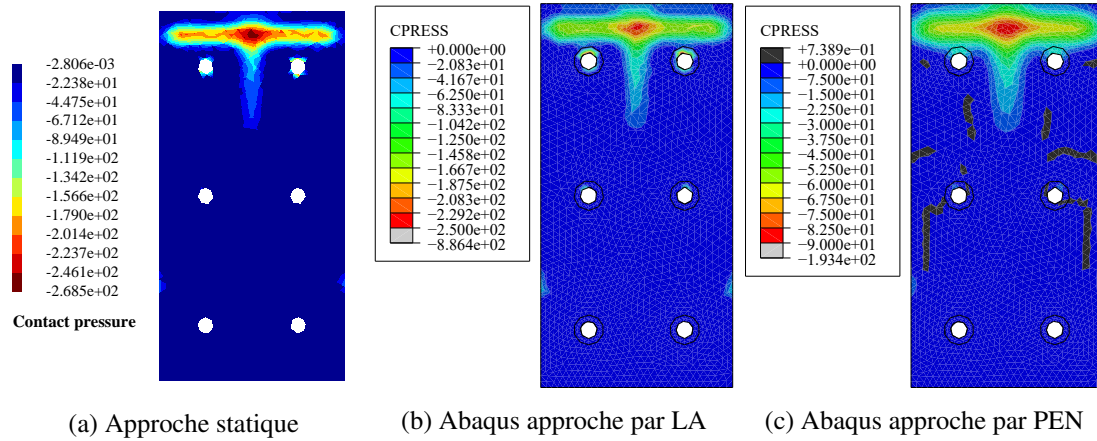 -2.806e-03
-2.238e+01
-4.475e+01
-6.712e+01
-8.949e+01
-1.119e+02
-1.342e+02
-1.566e+02
-1.790e+02
-2.014e+02
-2.237e+02
-2.461e+02
-2.685e+02
Contact pressure
CPRESS
+0.000e+00
−2.083e+01
−4.167e+01
−6.250e+01
−8.333e+01
−1.042e+02
−1.250e+02
−1.458e+02
−1.667e+02
−1.875e+02
−2.083e+02
−2.292e+02
−2.500e+02
−8.864e+02
CPRESS
+7.389e−01
+0.000e+00
−7.500e+00
−1.500e+01
−2.250e+01
−3.000e+01
−3.750e+01
−4.500e+01
−5.250e+01
−6.000e+01
−6.750e+01
−7.500e+01
−8.250e+01
−9.000e+01
−1.934e+02
(a) Approche statique
(b) Abaqus approche par LA
(c) Abaqus approche par PEN